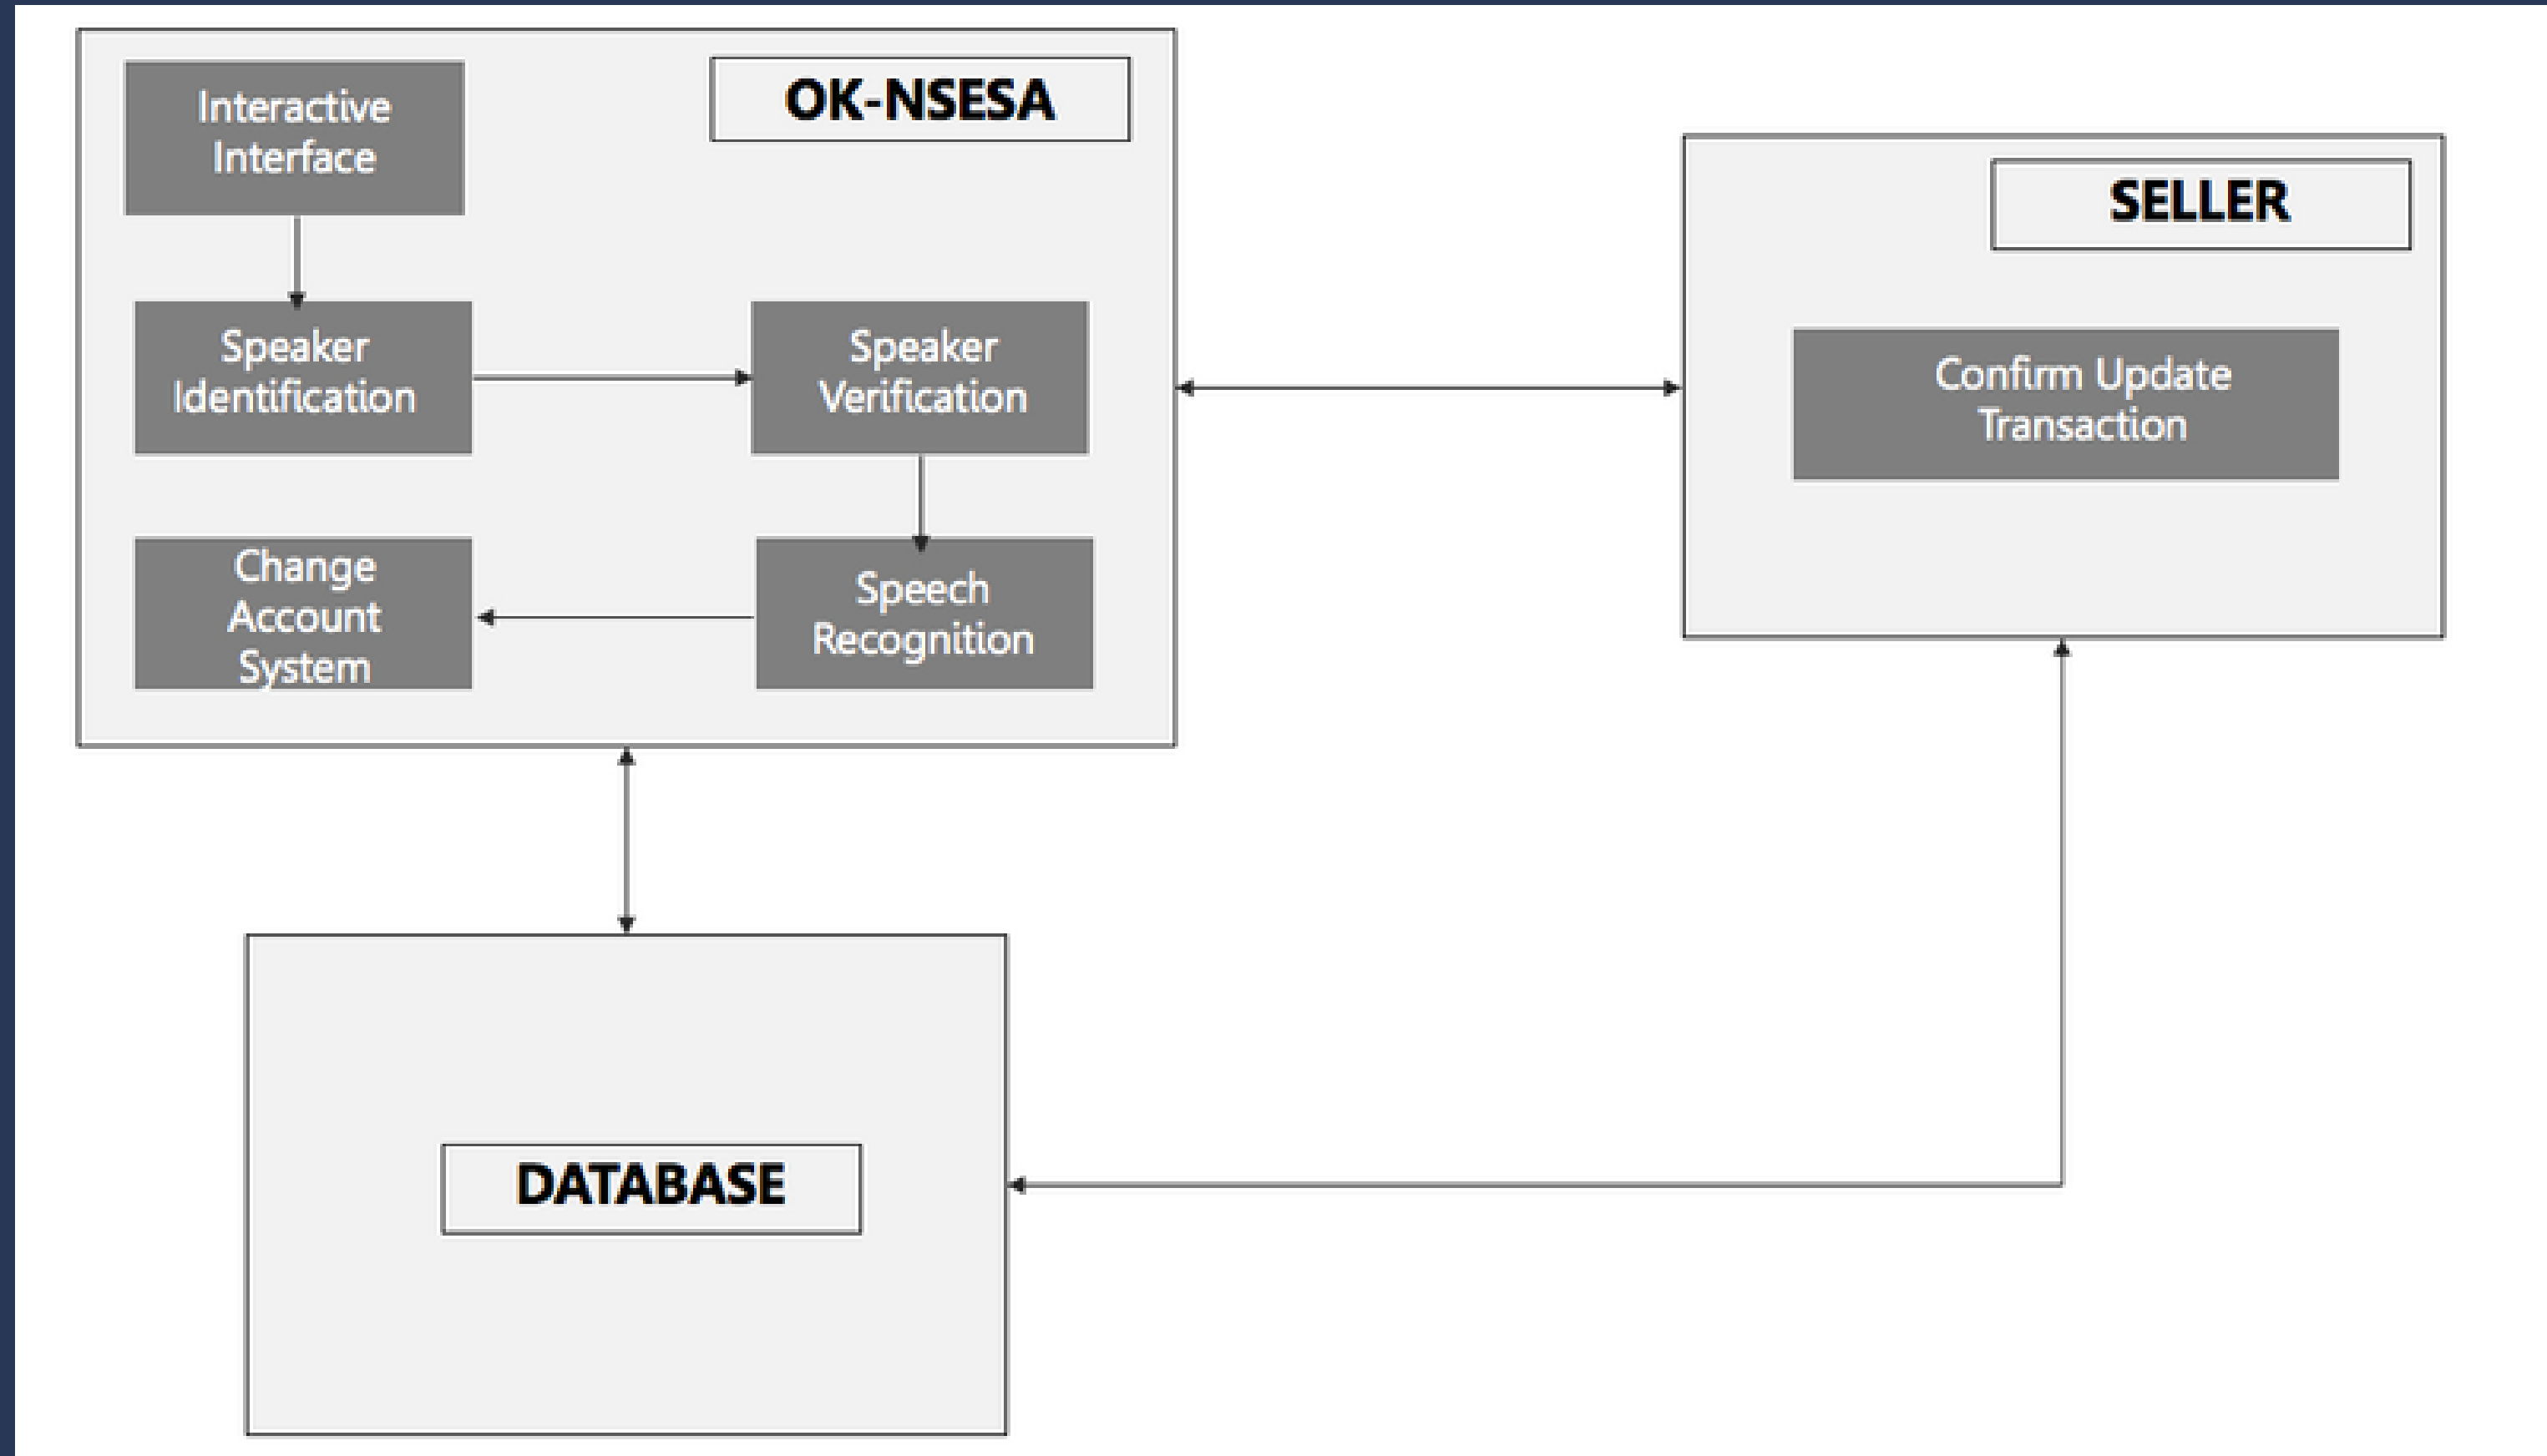 Interactive
Interface
OK-NSESA
Speaker
Identification
Speaker
Verification
Change
Account
System
Speech
Recognition
SELLER
Confirm Update
Transaction
DATABASE